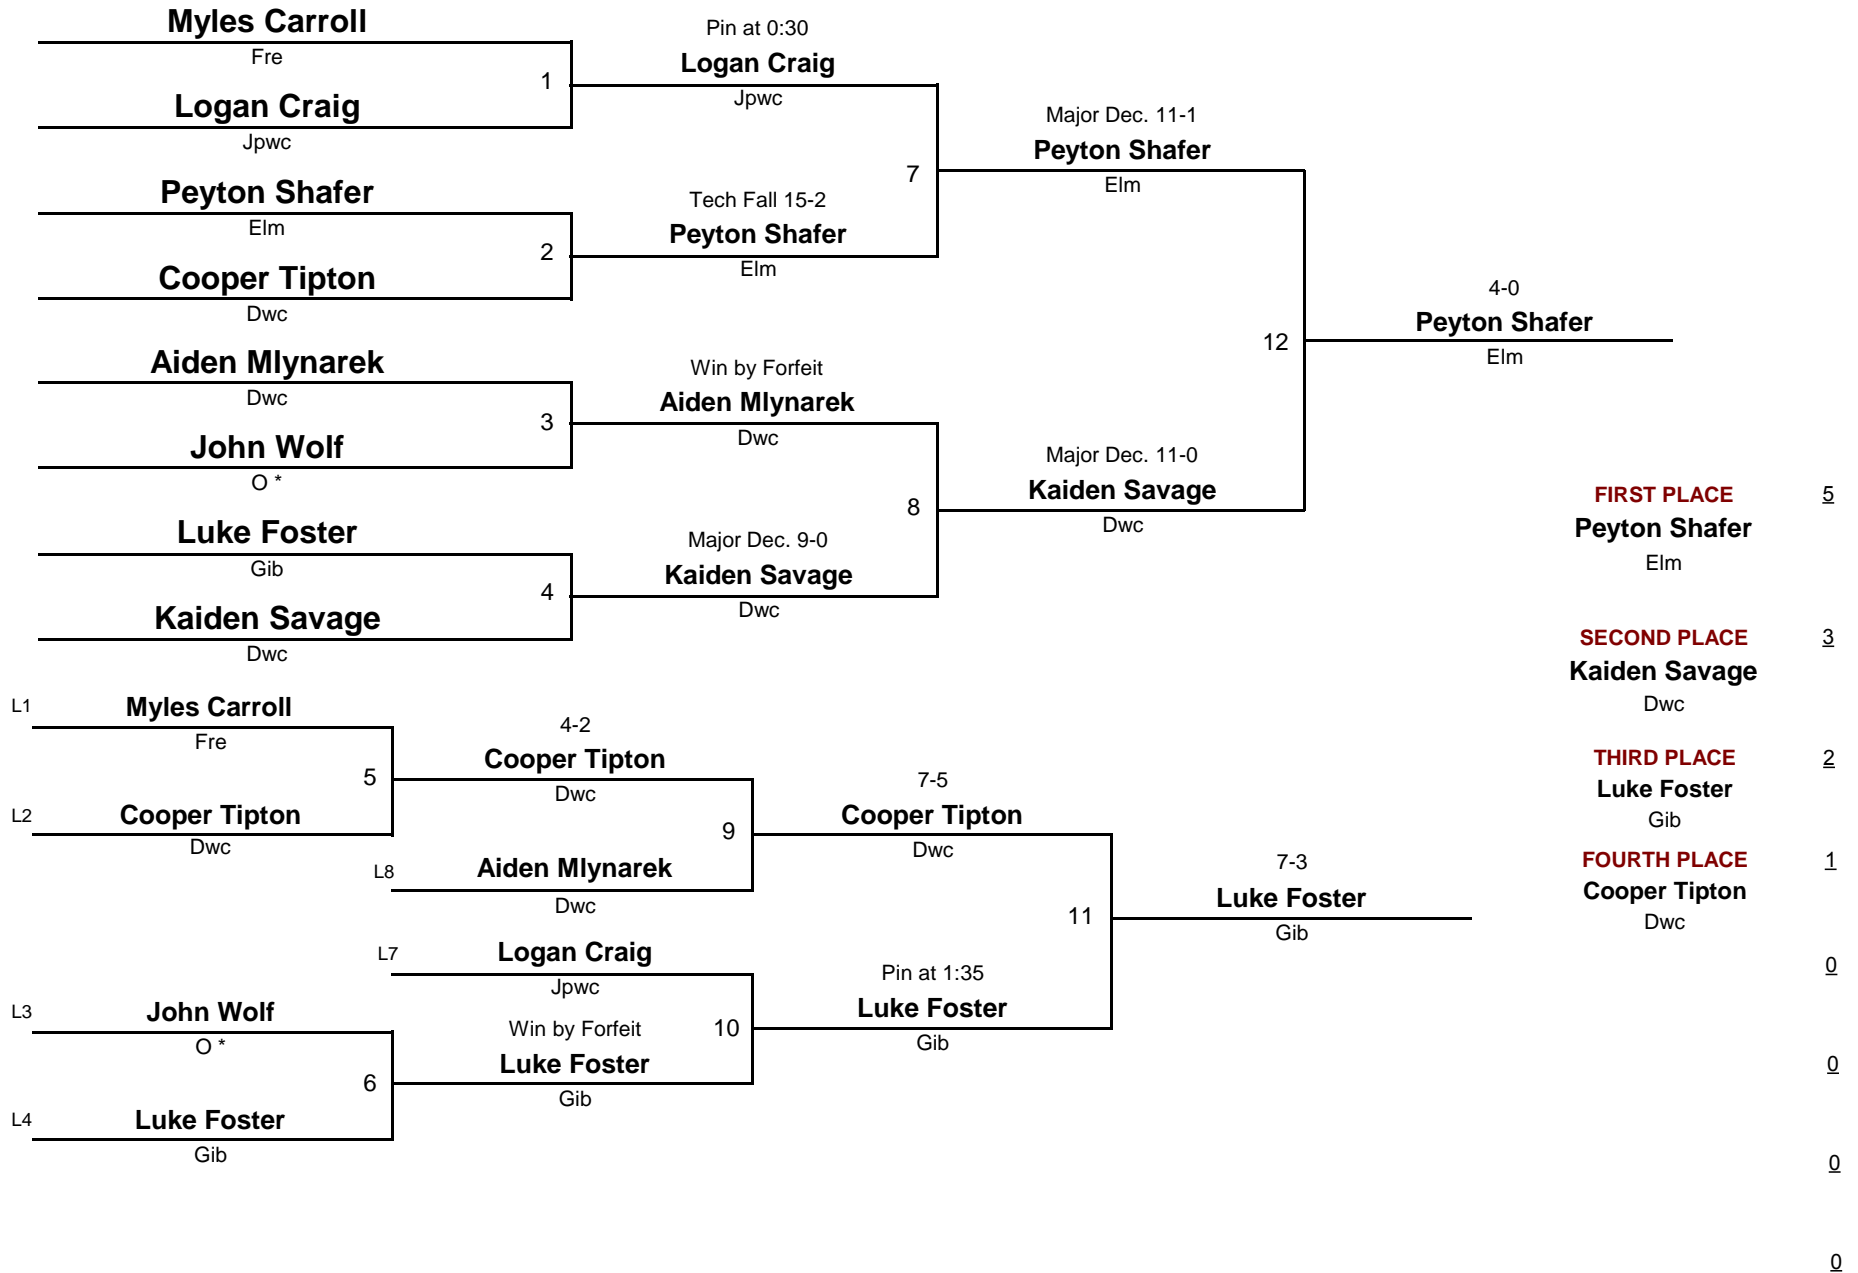 Myles Carroll
Fre
1
Logan Craig
Jpwc
Pin at 0:30
Logan Craig
Jpwc
Peyton Shafer
Elm
2
Cooper Tipton
Dwc
Tech Fall 15-2
Peyton Shafer
Elm
7
Major Dec. 11-1
Peyton Shafer
Elm
Aiden Mlynarek
Dwc
3
John Wolf
O *
Win by Forfeit
Aiden Mlynarek
Dwc
Luke Foster
Gib
4
Kaiden Savage
Dwc
Major Dec. 9-0
Kaiden Savage
Dwc
8
Major Dec. 11-0
Kaiden Savage
Dwc
12
4-0
Peyton Shafer
Elm
FIRST PLACE 5
Peyton Shafer
Elm
SECOND PLACE 3
Kaiden Savage
Dwc
THIRD PLACE 2
Luke Foster
Gib
FOURTH PLACE 1
Cooper Tipton
Dwc
0
0
0
0
L1 Myles Carroll
Fre
5
L2 Cooper Tipton
Dwc
4-2
Cooper Tipton
Dwc
9
L8 Aiden Mlynarek
Dwc
7-5
Cooper Tipton
Dwc
L7 Logan Craig
Jpwc
10
L3 John Wolf
O *
6
L4 Luke Foster
Gib
Win by Forfeit
Luke Foster
Gib
Pin at 1:35
Luke Foster
Gib
11
7-3
Luke Foster
Gib